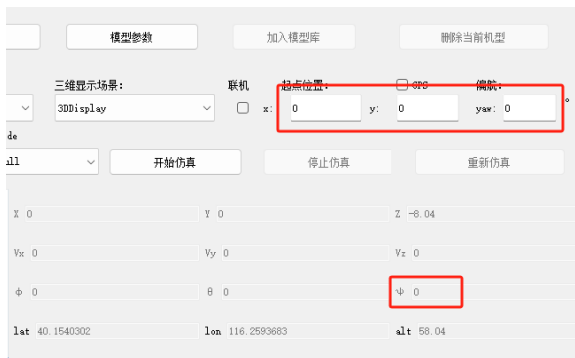 模型参数 加入模型库 删除当前机型
三维显示场景： 联机 起点位置： GPS 偏航：
3DDisplay x: 0 y: 0 yaw: 0 °
开始仿真 停止仿真 重新仿真
X 0 Y 0 Z -8.04
Vx 0 Vy 0 Vz 0
ϕ 0 θ 0 ψ 0
lat 40.1540302 lon 116.2593683 alt 58.04